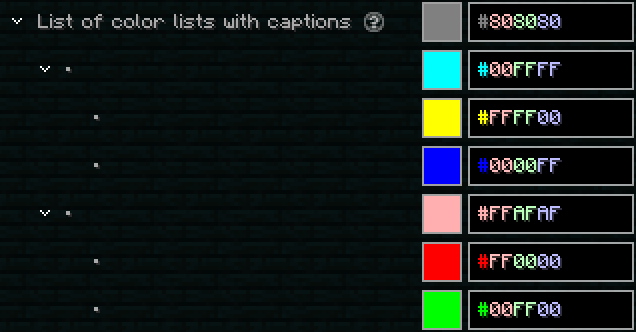 List of color lists with captions ? #808080
#00FFFF
#FFFF00
#0000FF
#FFAFAF
#FF0000
#00FF00